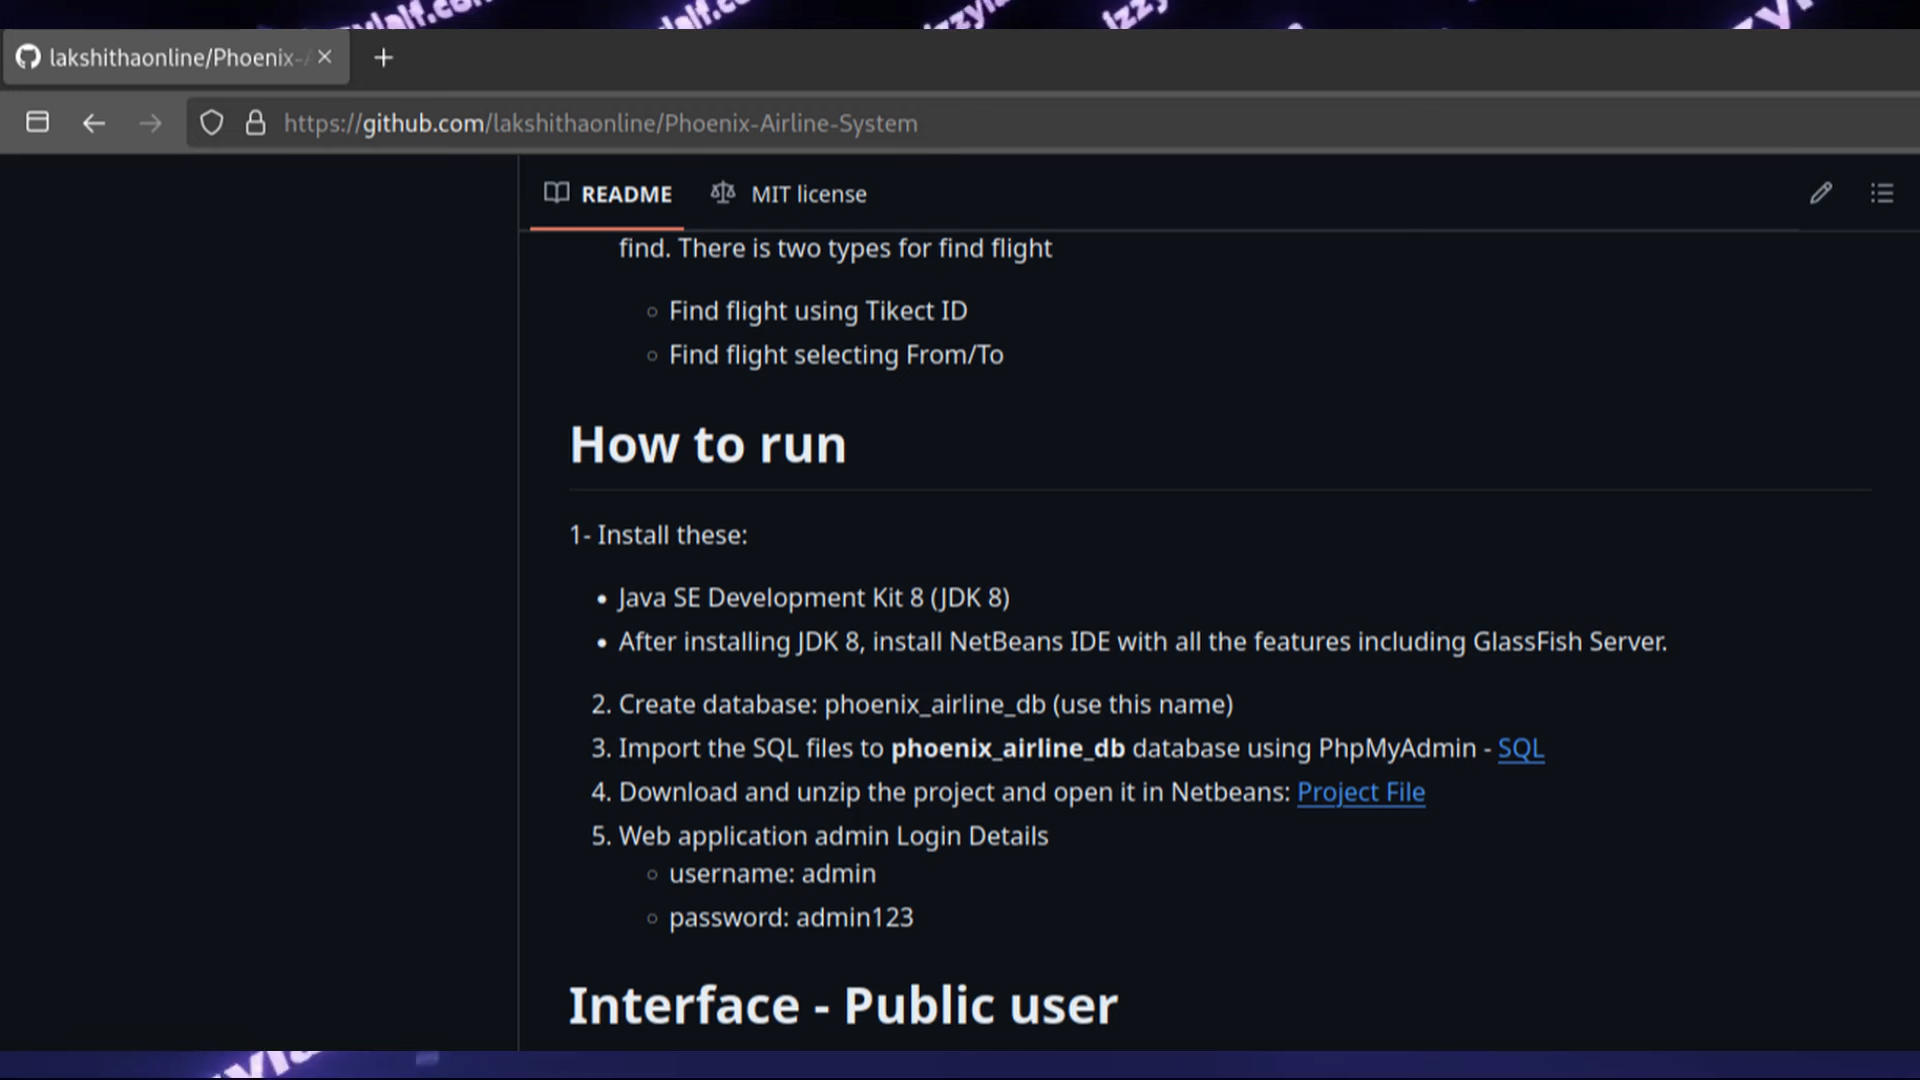 lakshithaonline/Phoenix-
https://github.com/lakshithaonline/Phoenix-Airline-System
README MIT license
find. There is two types for find flight
Find flight using Tikect ID
Find flight selecting From/To
How to run
1- Install these:
Java SE Development Kit 8 (JDK 8)
After installing JDK 8, install NetBeans IDE with all the features including GlassFish Server.
2. Create database: phoenix_airline_db (use this name)
3. Import the SQL files to phoenix_airline_db database using PhpMyAdmin - SQL
4. Download and unzip the project and open it in Netbeans: Project File
5. Web application admin Login Details
username: admin
password: admin123
Interface - Public user